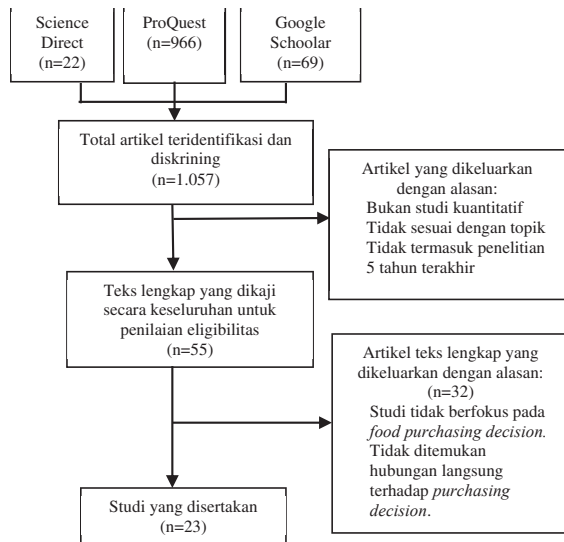 Science
Direct
(n=22)
ProQuest
(n=966)
Google
Schoolar
(n=69)
Total artikel teridentifikasi dan
diskrining
(n=1.057)
Artikel yang dikeluarkan
dengan alasan:
Bukan studi kuantitatif
Tidak sesuai dengan topik
Tidak termasuk penelitian
5 tahun terakhir
Teks lengkap yang dikaji
secara keseluruhan untuk
penilaian eligibilitas
(n=55)
Artikel teks lengkap yang
dikeluarkan dengan alasan:
(n=32)
Studi tidak berfokus pada
food purchasing decision.
Tidak ditemukan
hubungan langsung
terhadap purchasing
decision.
Studi yang disertakan
(n=23)